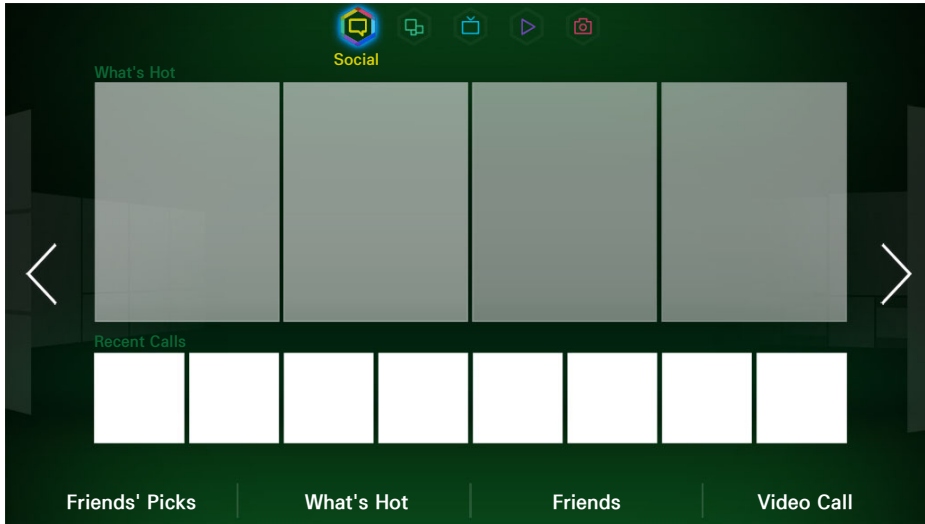 Social
What's Hot
Recent Calls
Friends' Picks
What's Hot
Friends
Video Call